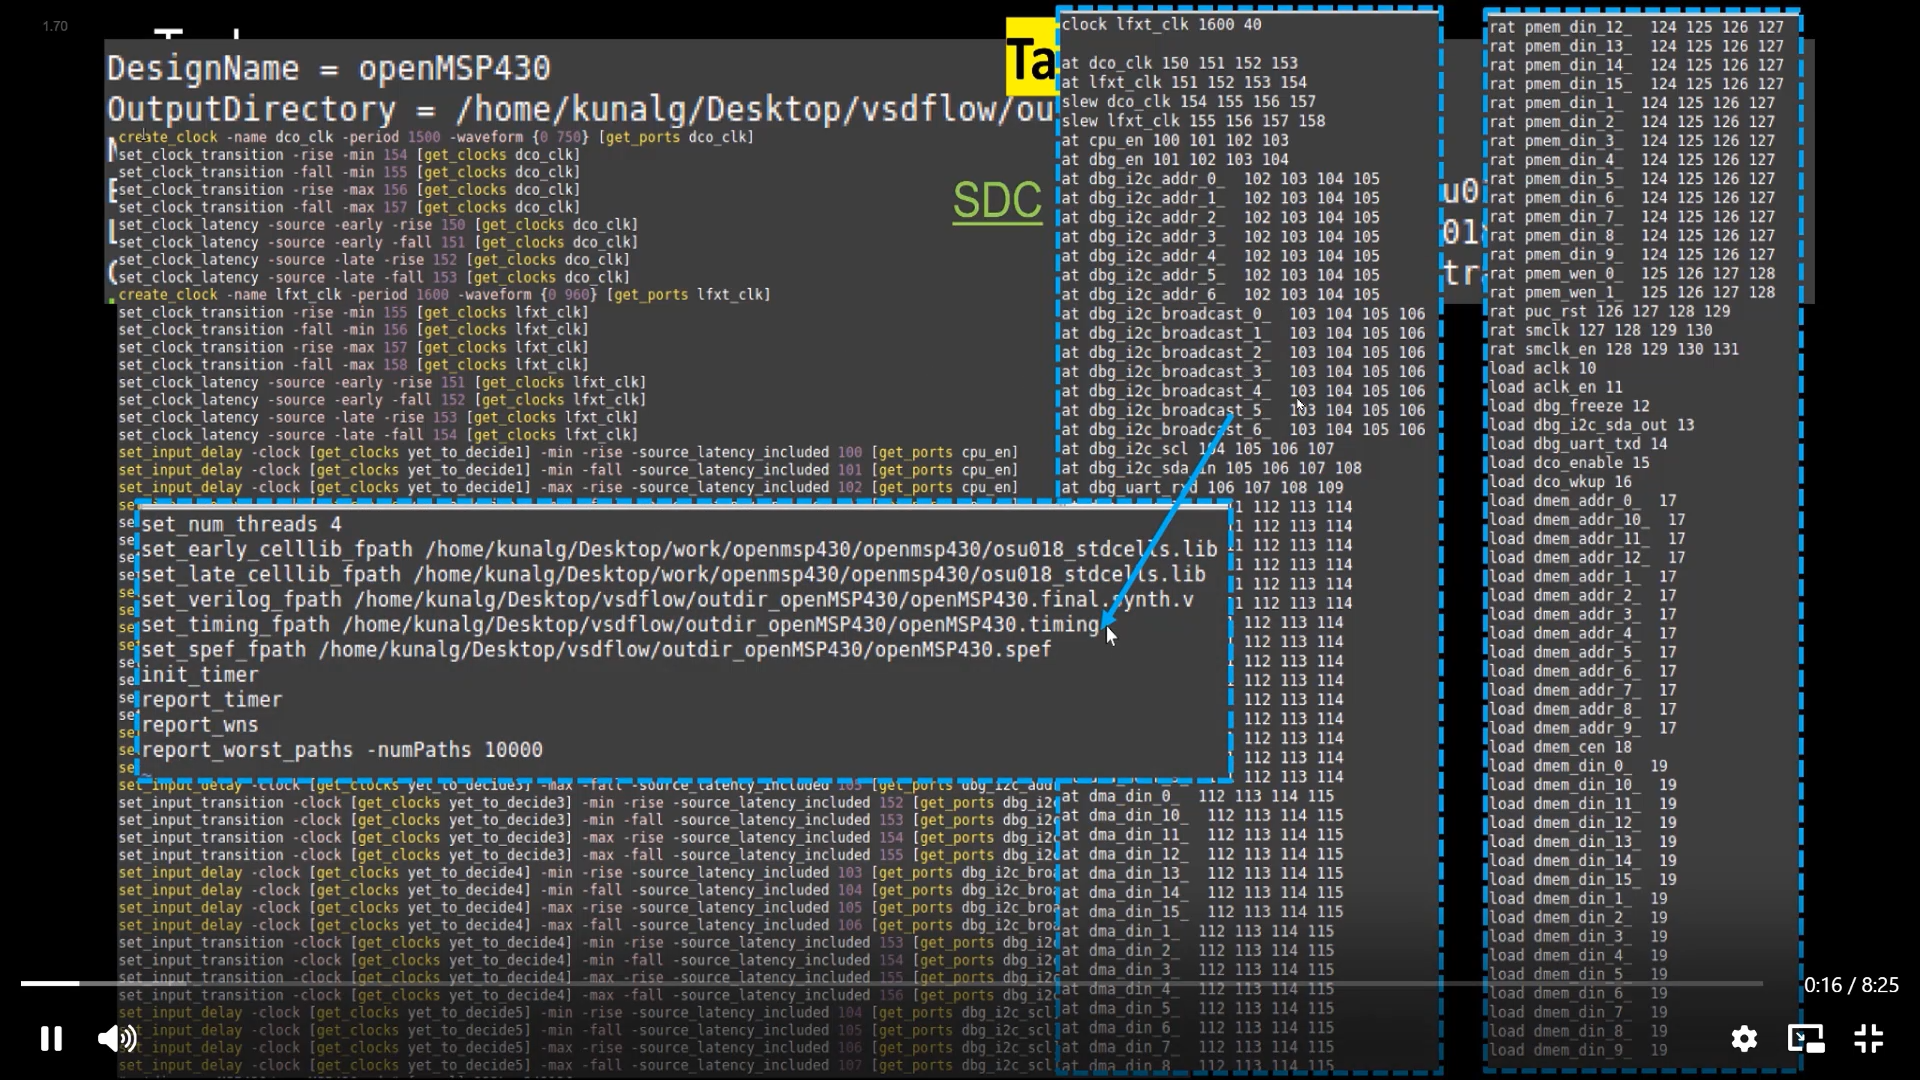 1.70
DesignName = openMSP430
OutputDirectory = /home/kunalg/Desktop/vsdflow/ou
create_clock -name dco_clk -period 1500 -waveform {0 750} [get_ports dco_clk]
set_clock_transition -rise -min 154 [get_clocks dco_clk]
set_clock_transition -fall -min 155 [get_clocks dco_clk]
set_clock_transition -rise -max 156 [get_clocks dco_clk]
set_clock_transition -fall -max 157 [get_clocks dco_clk]
set_clock_latency -source -early -rise 150 [get_clocks dco_clk]
set_clock_latency -source -early -fall 151 [get_clocks dco_clk]
set_clock_latency -source -late -rise 152 [get_clocks dco_clk]
set_clock_latency -source -late -fall 153 [get_clocks dco_clk]
create_clock -name lfxt_clk -period 1600 -waveform {0 960} [get_ports lfxt_clk]
set_clock_transition -rise -min 155 [get_clocks lfxt_clk]
set_clock_transition -fall -min 156 [get_clocks lfxt_clk]
set_clock_transition -rise -max 157 [get_clocks lfxt_clk]
set_clock_transition -fall -max 158 [get_clocks lfxt_clk]
set_clock_latency -source -early -rise 151 [get_clocks lfxt_clk]
set_clock_latency -source -early -fall 152 [get_clocks lfxt_clk]
set_clock_latency -source -late -rise 153 [get_clocks lfxt_clk]
set_clock_latency -source -late -fall 154 [get_clocks lfxt_clk]
set_input_delay -clock [get_clocks yet_to_decide1] -min -rise -source_latency_included 100 [get_ports cpu_en]
set_input_delay -clock [get_clocks yet_to_decide1] -min -fall -source_latency_included 101 [get_ports cpu_en]
set_input_delay -clock [get_clocks yet_to_decide1] -max -rise -source_latency_included 102 [get_ports cpu_en]
SDC
Ta
set_num_threads 4
set_early_celllib_fpath /home/kunalg/Desktop/work/openmsp430/openmsp430/osu018_stdcells.lib
set_late_celllib_fpath /home/kunalg/Desktop/work/openmsp430/openmsp430/osu018_stdcells.lib
set_verilog_fpath /home/kunalg/Desktop/vsdflow/outdir_openMSP430/openMSP430.final.synth.v
set_timing_fpath /home/kunalg/Desktop/vsdflow/outdir_openMSP430/openMSP430.timing
set_spef_fpath /home/kunalg/Desktop/vsdflow/outdir_openMSP430/openMSP430.spef
init_timer
report_timer
report_wns
report_worst_paths -numPaths 10000
set_input_delay -clock [get_clocks yet_to_decide3] -max -fall -source_latency_included 105 [get_ports dbg_i2c_addr
set_input_transition -clock [get_clocks yet_to_decide3] -min -rise -source_latency_included 152 [get_ports dbg_i2c
set_input_transition -clock [get_clocks yet_to_decide3] -min -fall -source_latency_included 153 [get_ports dbg_i2c
set_input_transition -clock [get_clocks yet_to_decide3] -max -rise -source_latency_included 154 [get_ports dbg_i2c
set_input_transition -clock [get_clocks yet_to_decide3] -max -fall -source_latency_included 155 [get_ports dbg_i2c
set_input_delay -clock [get_clocks yet_to_decide4] -min -rise -source_latency_included 103 [get_ports dbg_i2c_bro
set_input_delay -clock [get_clocks yet_to_decide4] -min -fall -source_latency_included 104 [get_ports dbg_i2c_bro
set_input_delay -clock [get_clocks yet_to_decide4] -max -rise -source_latency_included 105 [get_ports dbg_i2c_bro
set_input_delay -clock [get_clocks yet_to_decide4] -max -fall -source_latency_included 106 [get_ports dbg_i2c_bro
set_input_transition -clock [get_clocks yet_to_decide4] -min -rise -source_latency_included 153 [get_ports dbg_i2c
set_input_transition -clock [get_clocks yet_to_decide4] -min -fall -source_latency_included 154 [get_ports dbg_i2c
set_input_transition -clock [get_clocks yet_to_decide4] -max -rise -source_latency_included 155 [get_ports dbg_i2c
set_input_transition -clock [get_clocks yet_to_decide4] -max -fall -source_latency_included 156 [get_ports dbg_i2c
set_input_delay -clock [get_clocks yet_to_decide5] -min -rise -source_latency_included 104 [get_ports dbg_i2c_scl]
set_input_delay -clock [get_clocks yet_to_decide5] -min -fall -source_latency_included 105 [get_ports dbg_i2c_scl]
set_input_delay -clock [get_clocks yet_to_decide5] -max -rise -source_latency_included 106 [get_ports dbg_i2c_scl]
set_input_delay -clock [get_clocks yet_to_decide5] -max -fall -source_latency_included 107 [get_ports dbg_i2c_scl]
clock lfxt_clk 1600 40
at dco_clk 150 151 152 153
at lfxt_clk 151 152 153 154
slew dco_clk 154 155 156 157
slew lfxt_clk 155 156 157 158
at cpu_en 100 101 102 103
at dbg_en 101 102 103 104
at dbg_i2c_addr_0_ 102 103 104 105
at dbg_i2c_addr_1_ 102 103 104 105
at dbg_i2c_addr_2_ 102 103 104 105
at dbg_i2c_addr_3_ 102 103 104 105
at dbg_i2c_addr_4_ 102 103 104 105
at dbg_i2c_addr_5_ 102 103 104 105
at dbg_i2c_addr_6_ 102 103 104 105
at dbg_i2c_broadcast_0_ 103 104 105 106
at dbg_i2c_broadcast_1_ 103 104 105 106
at dbg_i2c_broadcast_2_ 103 104 105 106
at dbg_i2c_broadcast_3_ 103 104 105 106
at dbg_i2c_broadcast_4_ 103 104 105 106
at dbg_i2c_broadcast_5_ 103 104 105 106
at dbg_i2c_broadcast_6_ 103 104 105 106
at dbg_i2c_scl 104 105 106 107
at dbg_i2c_sda_in 105 106 107 108
at dbg_uart_rxd 106 107 108 109
1 112 113 114
1 112 113 114
1 112 113 114
1 112 113 114
1 112 113 114
1 112 113 114
112 113 114
112 113 114
112 113 114
112 113 114
112 113 114
112 113 114
112 113 114
112 113 114
112 113 114
at dma_din_0_ 112 113 114 115
at dma_din_10_ 112 113 114 115
at dma_din_11_ 112 113 114 115
at dma_din_12_ 112 113 114 115
at dma_din_13_ 112 113 114 115
at dma_din_14_ 112 113 114 115
at dma_din_15_ 112 113 114 115
at dma_din_1_ 112 113 114 115
at dma_din_2_ 112 113 114 115
at dma_din_3_ 112 113 114 115
at dma_din_4_ 112 113 114 115
at dma_din_5_ 112 113 114 115
at dma_din_6_ 112 113 114 115
at dma_din_7_ 112 113 114 115
at dma_din_8_ 112 113 114 115
u0
01
tr
rat pmem_din_12_ 124 125 126 127
rat pmem_din_13_ 124 125 126 127
rat pmem_din_14_ 124 125 126 127
rat pmem_din_15_ 124 125 126 127
rat pmem_din_1_ 124 125 126 127
rat pmem_din_2_ 124 125 126 127
rat pmem_din_3_ 124 125 126 127
rat pmem_din_4_ 124 125 126 127
rat pmem_din_5_ 124 125 126 127
rat pmem_din_6_ 124 125 126 127
rat pmem_din_7_ 124 125 126 127
rat pmem_din_8_ 124 125 126 127
rat pmem_din_9_ 124 125 126 127
rat pmem_wen_0_ 125 126 127 128
rat pmem_wen_1_ 125 126 127 128
rat puc_rst 126 127 128 129
rat smclk 127 128 129 130
rat smclk_en 128 129 130 131
load aclk 10
load aclk_en 11
load dbg_freeze 12
load dbg_i2c_sda_out 13
load dbg_uart_txd 14
load dco_enable 15
load dco_wkup 16
load dmem_addr_0_ 17
load dmem_addr_10_ 17
load dmem_addr_11_ 17
load dmem_addr_12_ 17
load dmem_addr_1_ 17
load dmem_addr_2_ 17
load dmem_addr_3_ 17
load dmem_addr_4_ 17
load dmem_addr_5_ 17
load dmem_addr_6_ 17
load dmem_addr_7_ 17
load dmem_addr_8_ 17
load dmem_addr_9_ 17
load dmem_cen 18
load dmem_din_0_ 19
load dmem_din_10_ 19
load dmem_din_11_ 19
load dmem_din_12_ 19
load dmem_din_13_ 19
load dmem_din_14_ 19
load dmem_din_15_ 19
load dmem_din_1_ 19
load dmem_din_2_ 19
load dmem_din_3_ 19
load dmem_din_4_ 19
load dmem_din_5_ 19
load dmem_din_6_ 19
load dmem_din_7_ 19
load dmem_din_8_ 19
load dmem_din_9_ 19
0:16 / 8:25